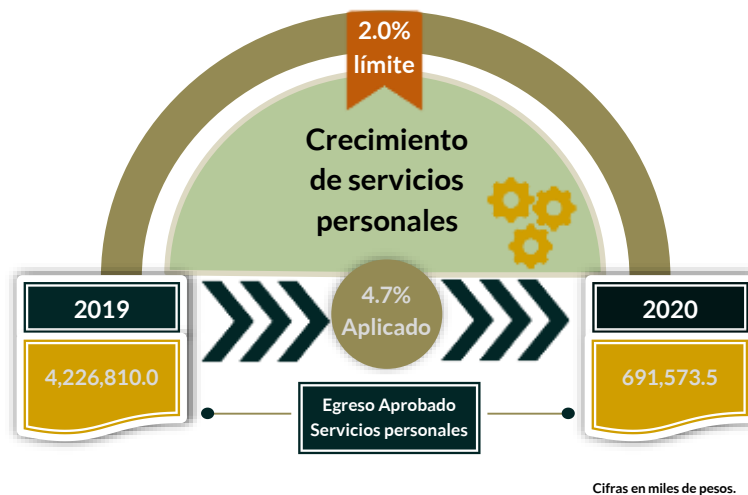 2.0%
límite
Crecimiento
de servicios
personales
2019
4.7%
Aplicado
2020
4,226,810.0
691,573.5
Egreso Aprobado
Servicios personales
Cifras en miles de pesos.